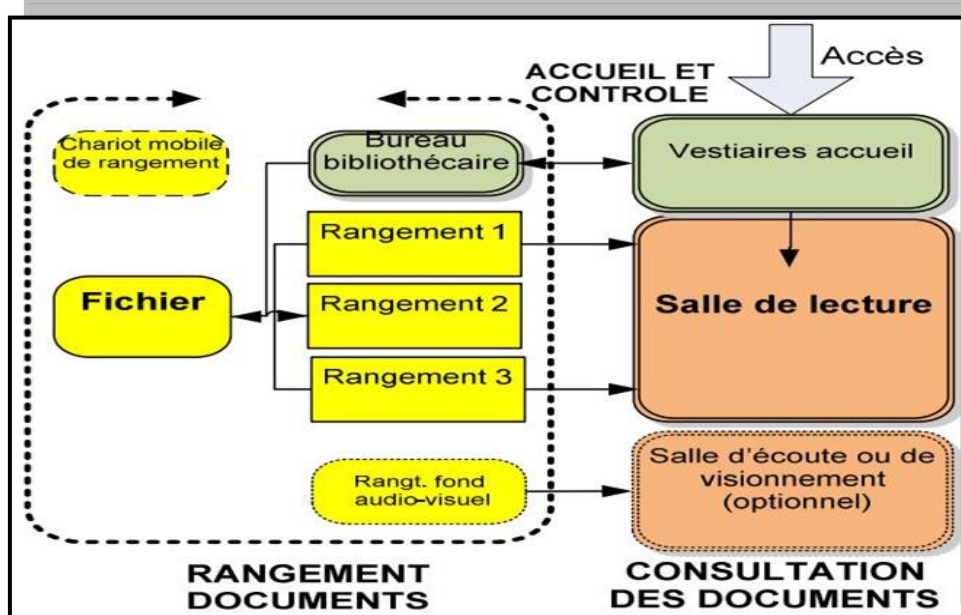 Accès
ACCUEIL ET
CONTROLE
Chariot mobile
de rangement
Bureau
bibliothécaire
Vestiaires accueil
Rangement 1
Fichier
Rangement 2
Salle de lecture
Rangement 3
Rangt. fond
audio-visuel
Salle d'écoute ou de
visionnement
(optionnel)
RANGEMENT
DOCUMENTS
CONSULTATION
DES DOCUMENTS